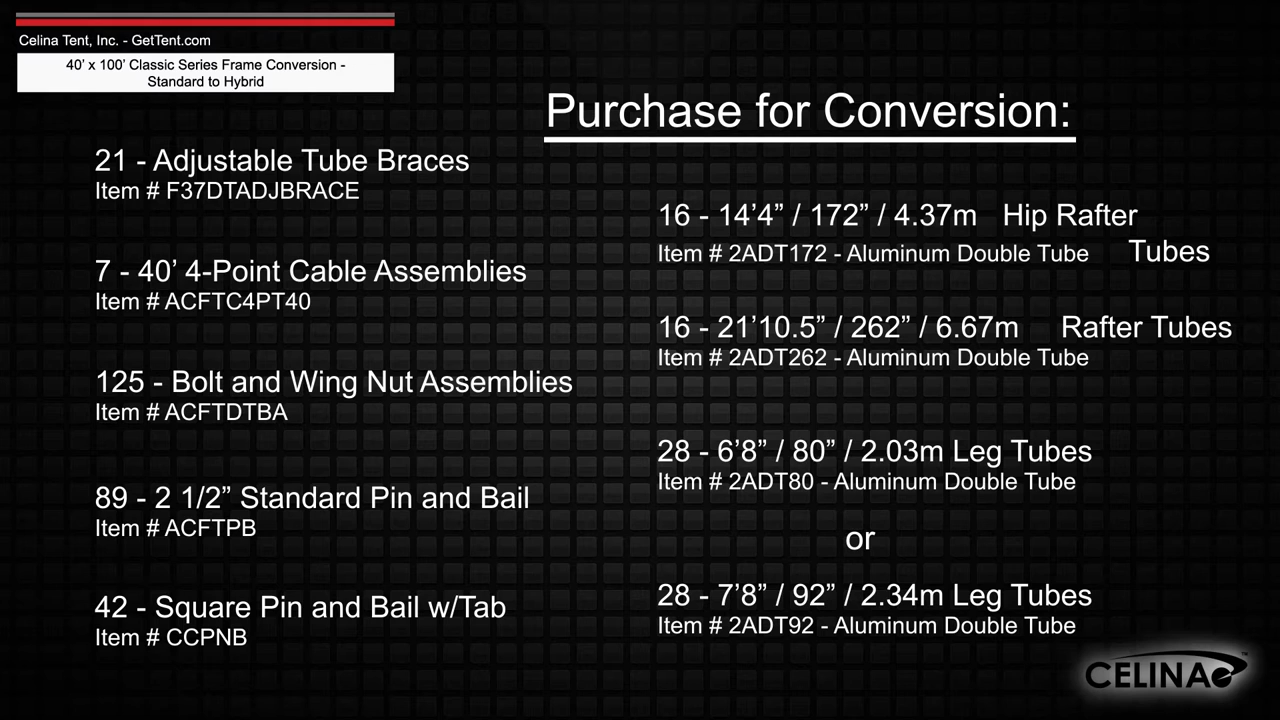 Celina Tent, Inc. - GetTent.com
40’ x 100’ Classic Series Frame Conversion -
Standard to Hybrid
Purchase for Conversion:
21 - Adjustable Tube Braces
Item # F37DTADJBRACE
7 - 40’ 4-Point Cable Assemblies
Item # ACFTC4PT40
125 - Bolt and Wing Nut Assemblies
Item # ACFTDTBA
89 - 2 1/2” Standard Pin and Bail
Item # ACFTPB
42 - Square Pin and Bail w/Tab
Item # CCPNB
16 - 14’4” / 172” / 4.37m Hip Rafter
Item # 2ADT172 - Aluminum Double Tube Tubes
16 - 21’10.5” / 262” / 6.67m Rafter Tubes
Item # 2ADT262 - Aluminum Double Tube
28 - 6’8” / 80” / 2.03m Leg Tubes
Item # 2ADT80 - Aluminum Double Tube
or
28 - 7’8” / 92” / 2.34m Leg Tubes
Item # 2ADT92 - Aluminum Double Tube
CELINA™